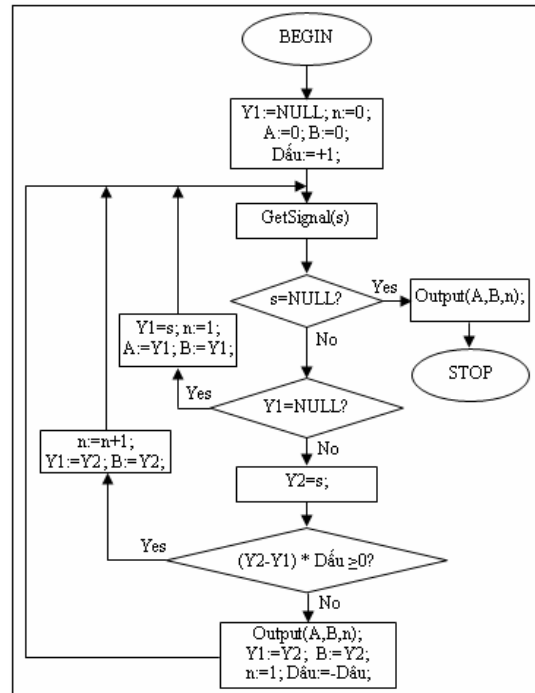 BEGIN
Y1:=NULL; n:=0;
A:=0; B:=0;
Dấu:=+1;
GetSignal(s)
s=NULL?
Yes
Output(A,B,n);
No
STOP
Y1=s; n:=1;
A:=Y1; B:=Y1;
Yes
Y1=NULL?
No
n:=n+1;
Y1:=Y2; B:=Y2;
Y2=s;
Yes
(Y2-Y1) * Dấu ≥0?
No
Output(A,B,n);
Y1:=Y2; B:=Y2;
n:=1; Dâu:=-Dâu;